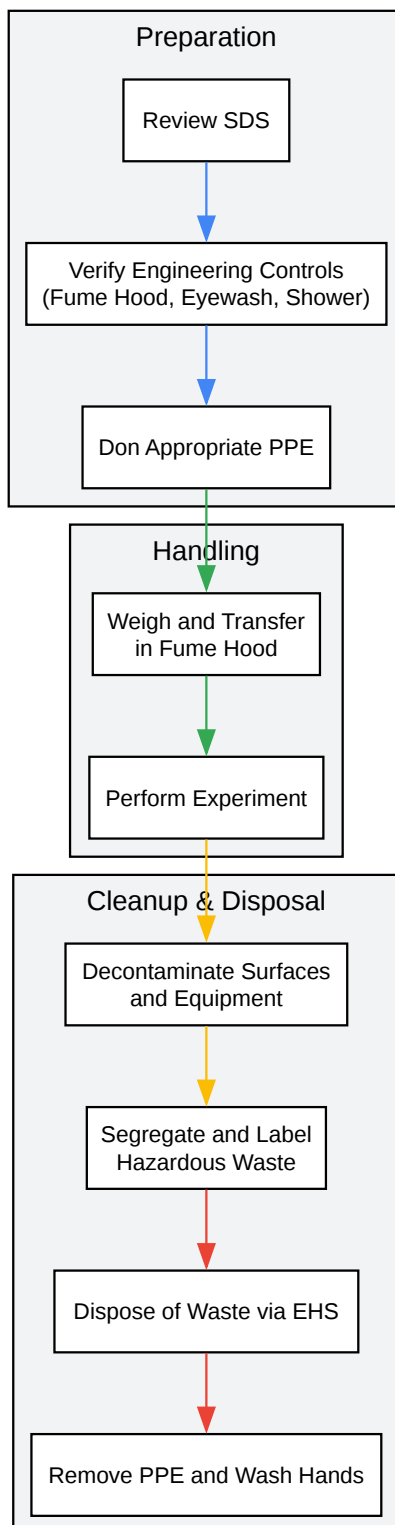 Preparation
Review SDS
Verify Engineering Controls
(Fume Hood, Eyewash, Shower)
Don Appropriate PPE
Handling
Weigh and Transfer
in Fume Hood
Perform Experiment
Cleanup & Disposal
Decontaminate Surfaces
and Equipment
Segregate and Label
Hazardous Waste
Dispose of Waste via EHS
Remove PPE and Wash Hands